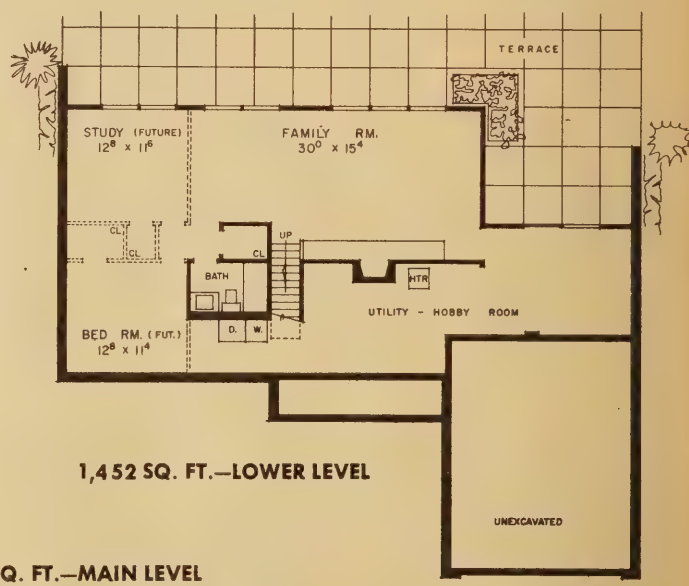 TERRACE
STUDY (FUTURE)
12⁸ X 11⁶
FAMILY RM.
30⁰ X 15⁴
CL.
CL
UP
CL
BATH
HTR
D. W.
UTILITY - HOBBY ROOM
BED RM. (FUT.)
12⁸ X 11⁴
1,452 SQ. FT.—LOWER LEVEL
UNEXCAVATED
Q. FT.—MAIN LEVEL